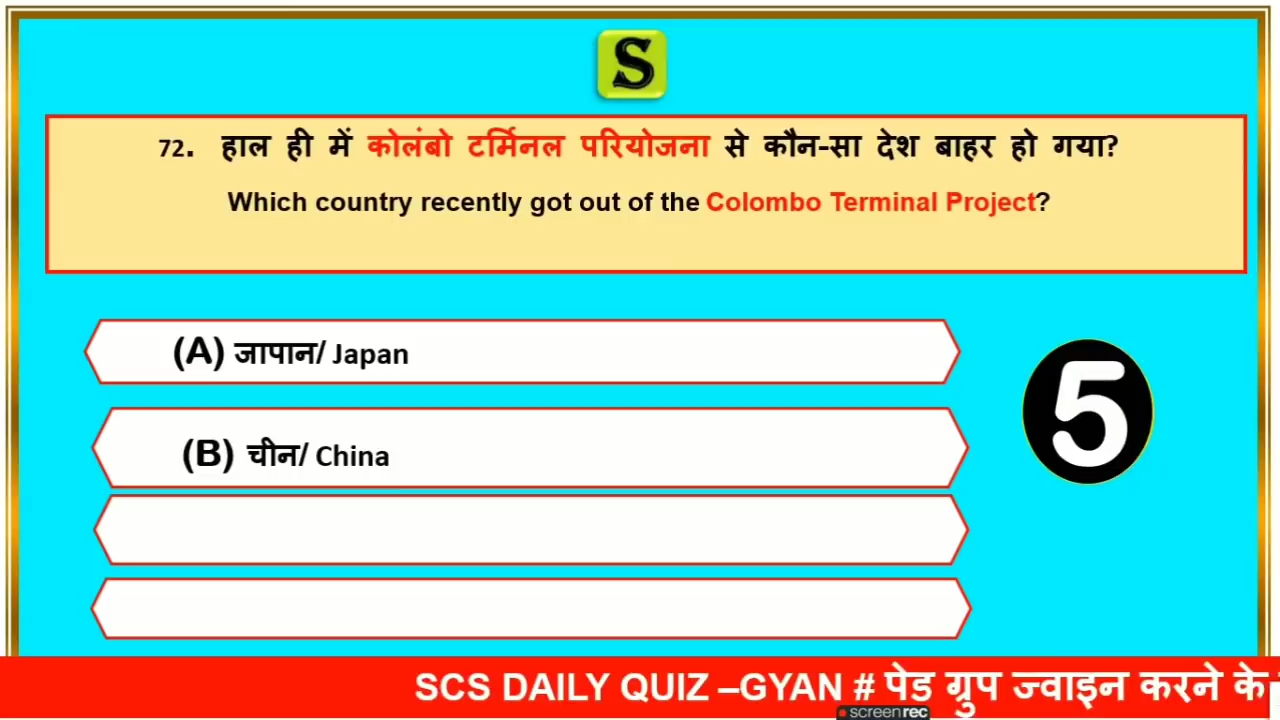 S
72. हाल ही में कोलंबो टर्मिनल परियोजना से कौन-सा देश बाहर हो गया?
Which country recently got out of the Colombo Terminal Project?
(A) जापान/ Japan
5
(B) चीन/ China
SCS DAILY QUIZ –GYAN # पेड ग्रुप ज्वाइन करने के
screenrec